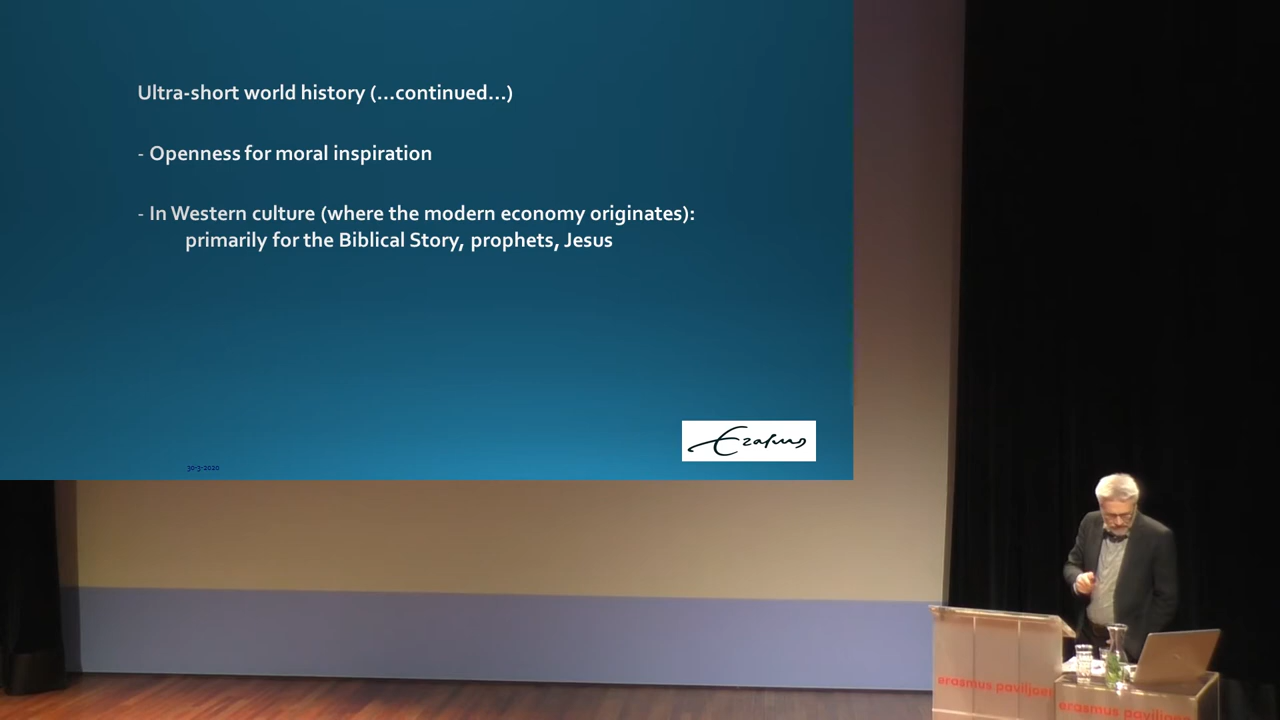 Ultra-short world history (...continued...)
- Openness for moral inspiration
- In Western culture (where the modern economy originates):
primarily for the Biblical Story, prophets, Jesus
Erasmus
30-3-2020
erasmus paviljoen
erasmus paviljoen